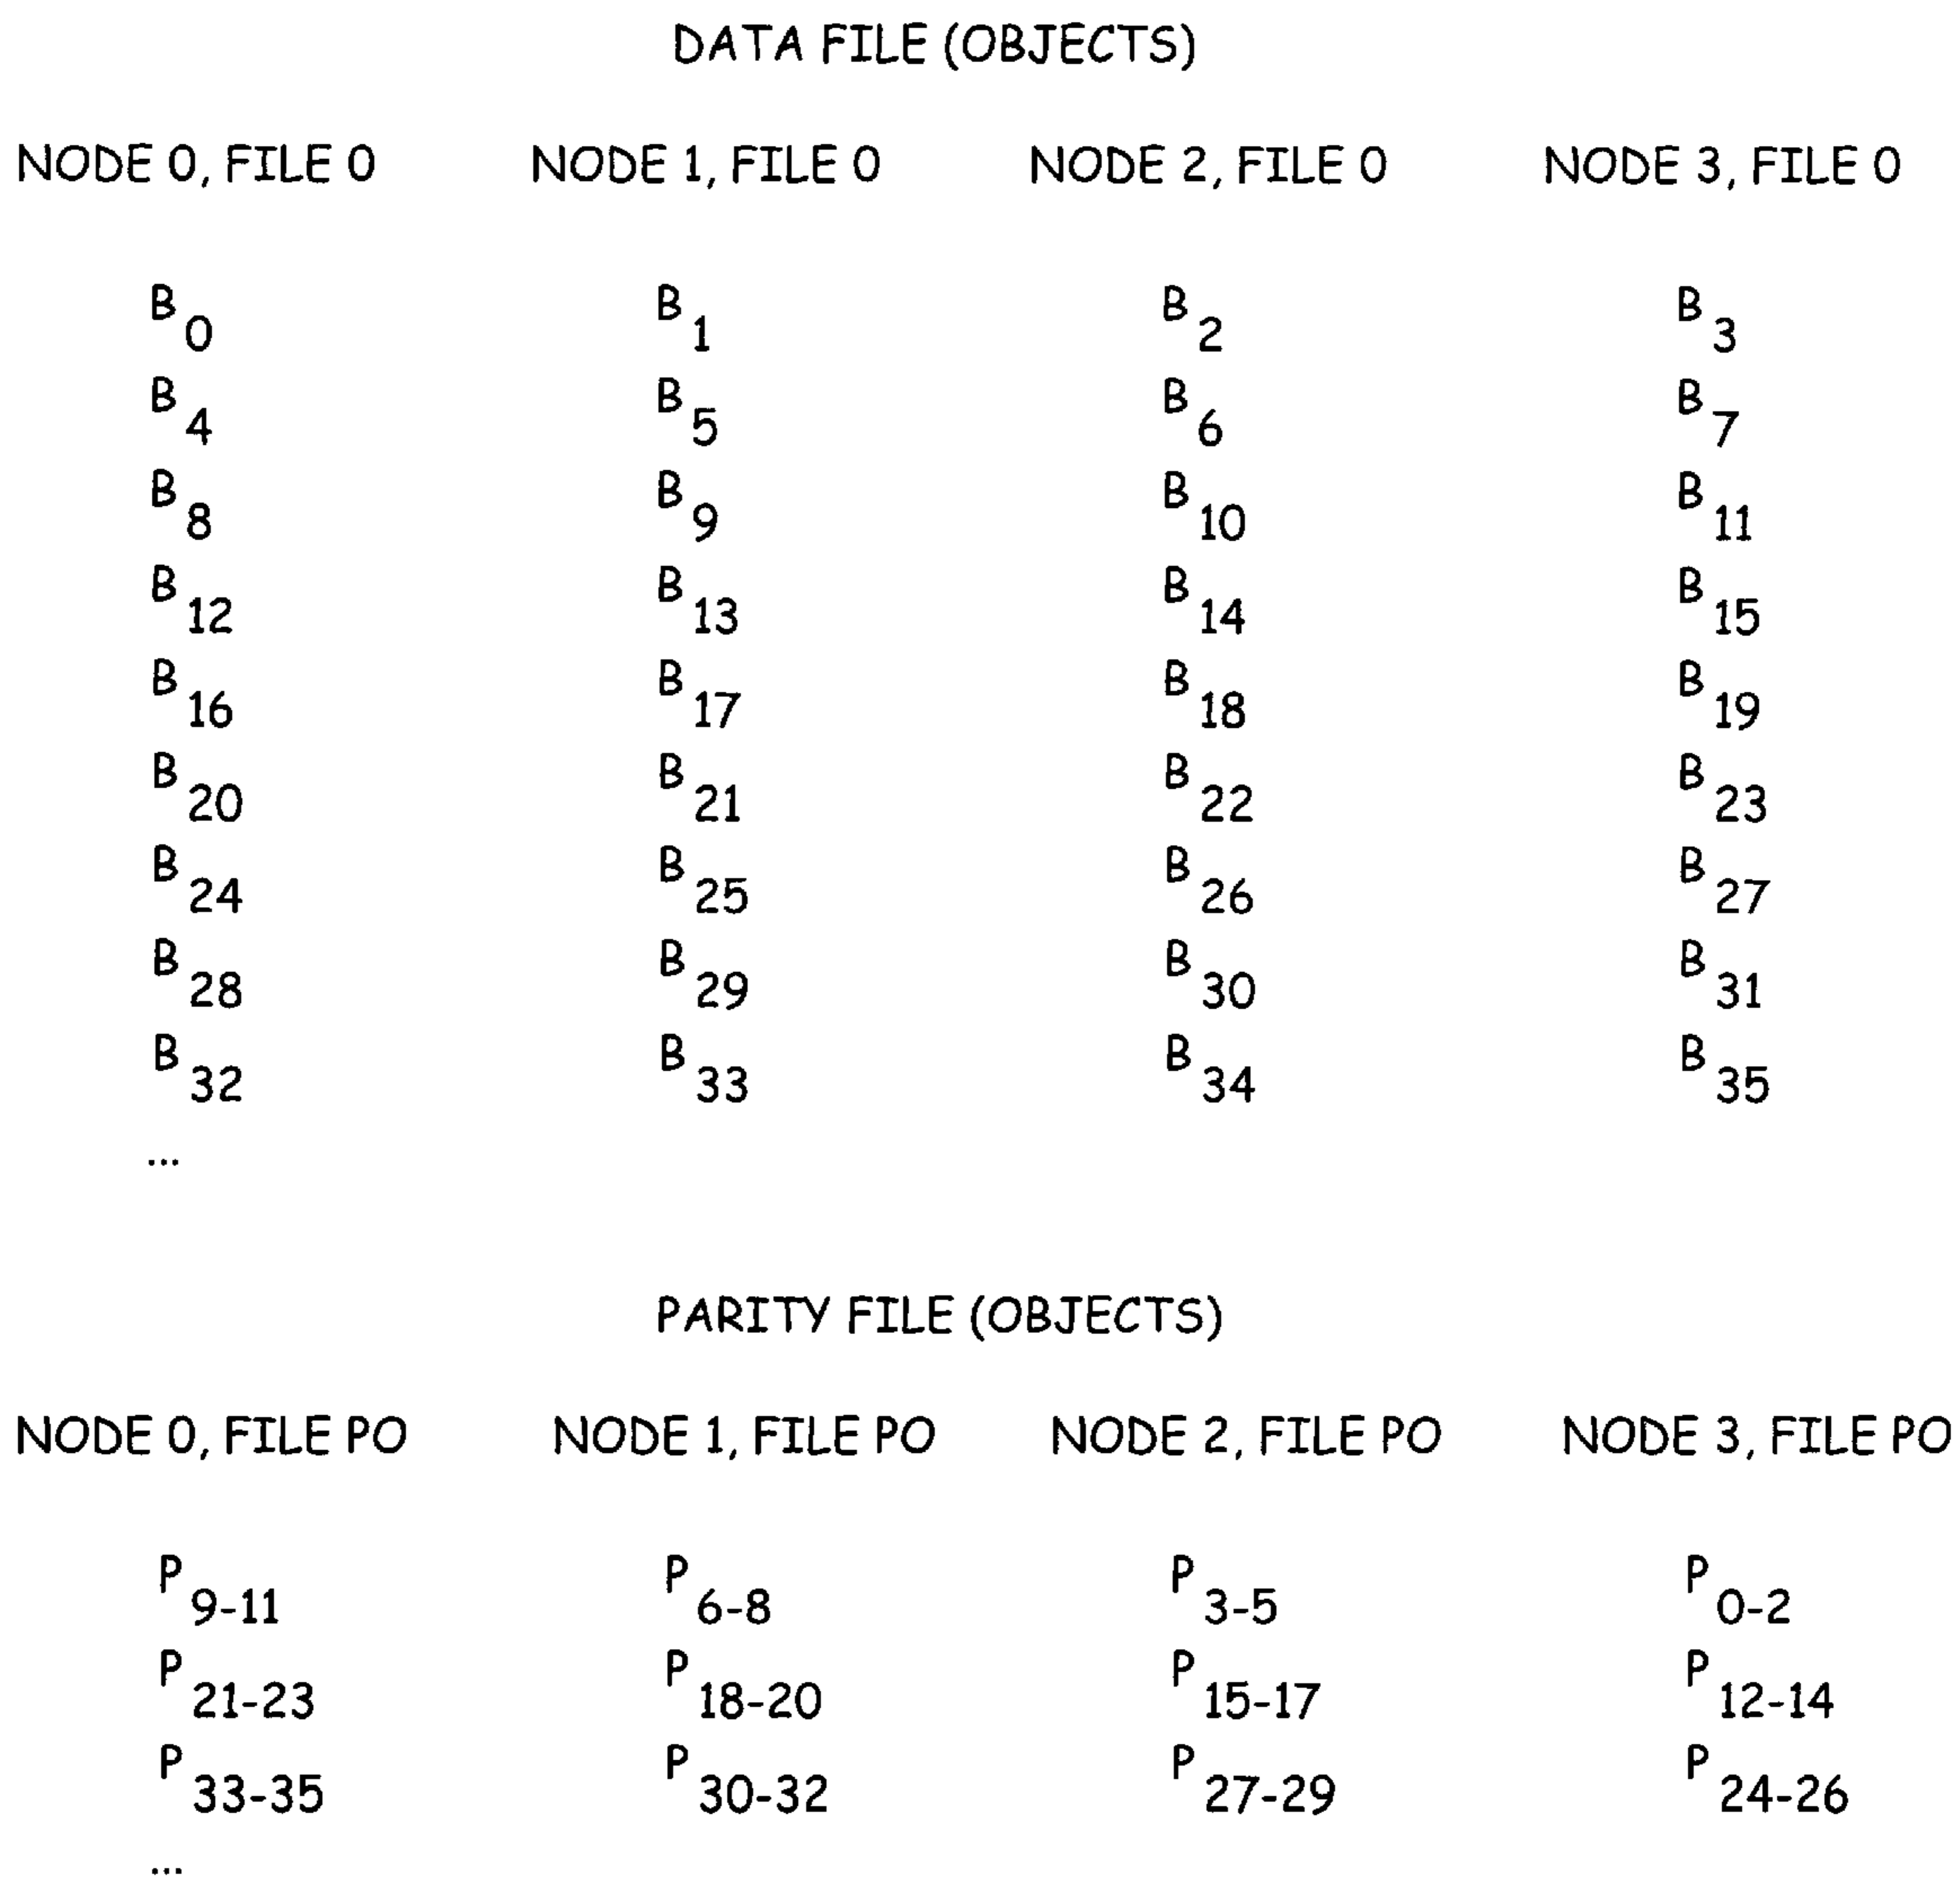 DATA FILE (OBJECTS)
NODE 0, FILE 0 NODE 1, FILE 0 NODE 2, FILE 0 NODE 3, FILE 0
B0 B1 B2 B3
B4 B5 B6 B7
B8 B9 B10 B11
B12 B13 B14 B15
B16 B17 B18 B19
B20 B21 B22 B23
B24 B25 B26 B27
B28 B29 B30 B31
B32 B33 B34 B35
...
PARITY FILE (OBJECTS)
NODE 0, FILE PO NODE 1, FILE PO NODE 2, FILE PO NODE 3, FILE PO
P9-11 P6-8 P3-5 P0-2
P21-23 P18-20 P15-17 P12-14
P33-35 P30-32 P27-29 P24-26
...